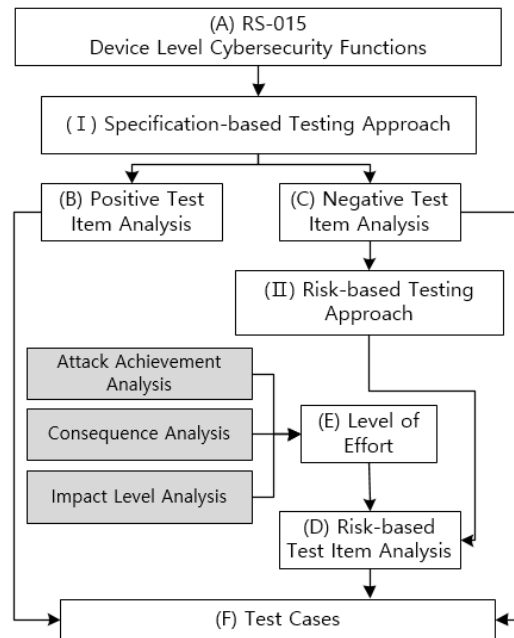 (A) RS-015
Device Level Cybersecurity Functions
(Ⅰ) Specification-based Testing Approach
(B) Positive Test
Item Analysis
(C) Negative Test
Item Analysis
(Ⅱ) Risk-based Testing
Approach
Attack Achievement
Analysis
Consequence Analysis
Impact Level Analysis
(E) Level of
Effort
(D) Risk-based
Test Item Analysis
(F) Test Cases